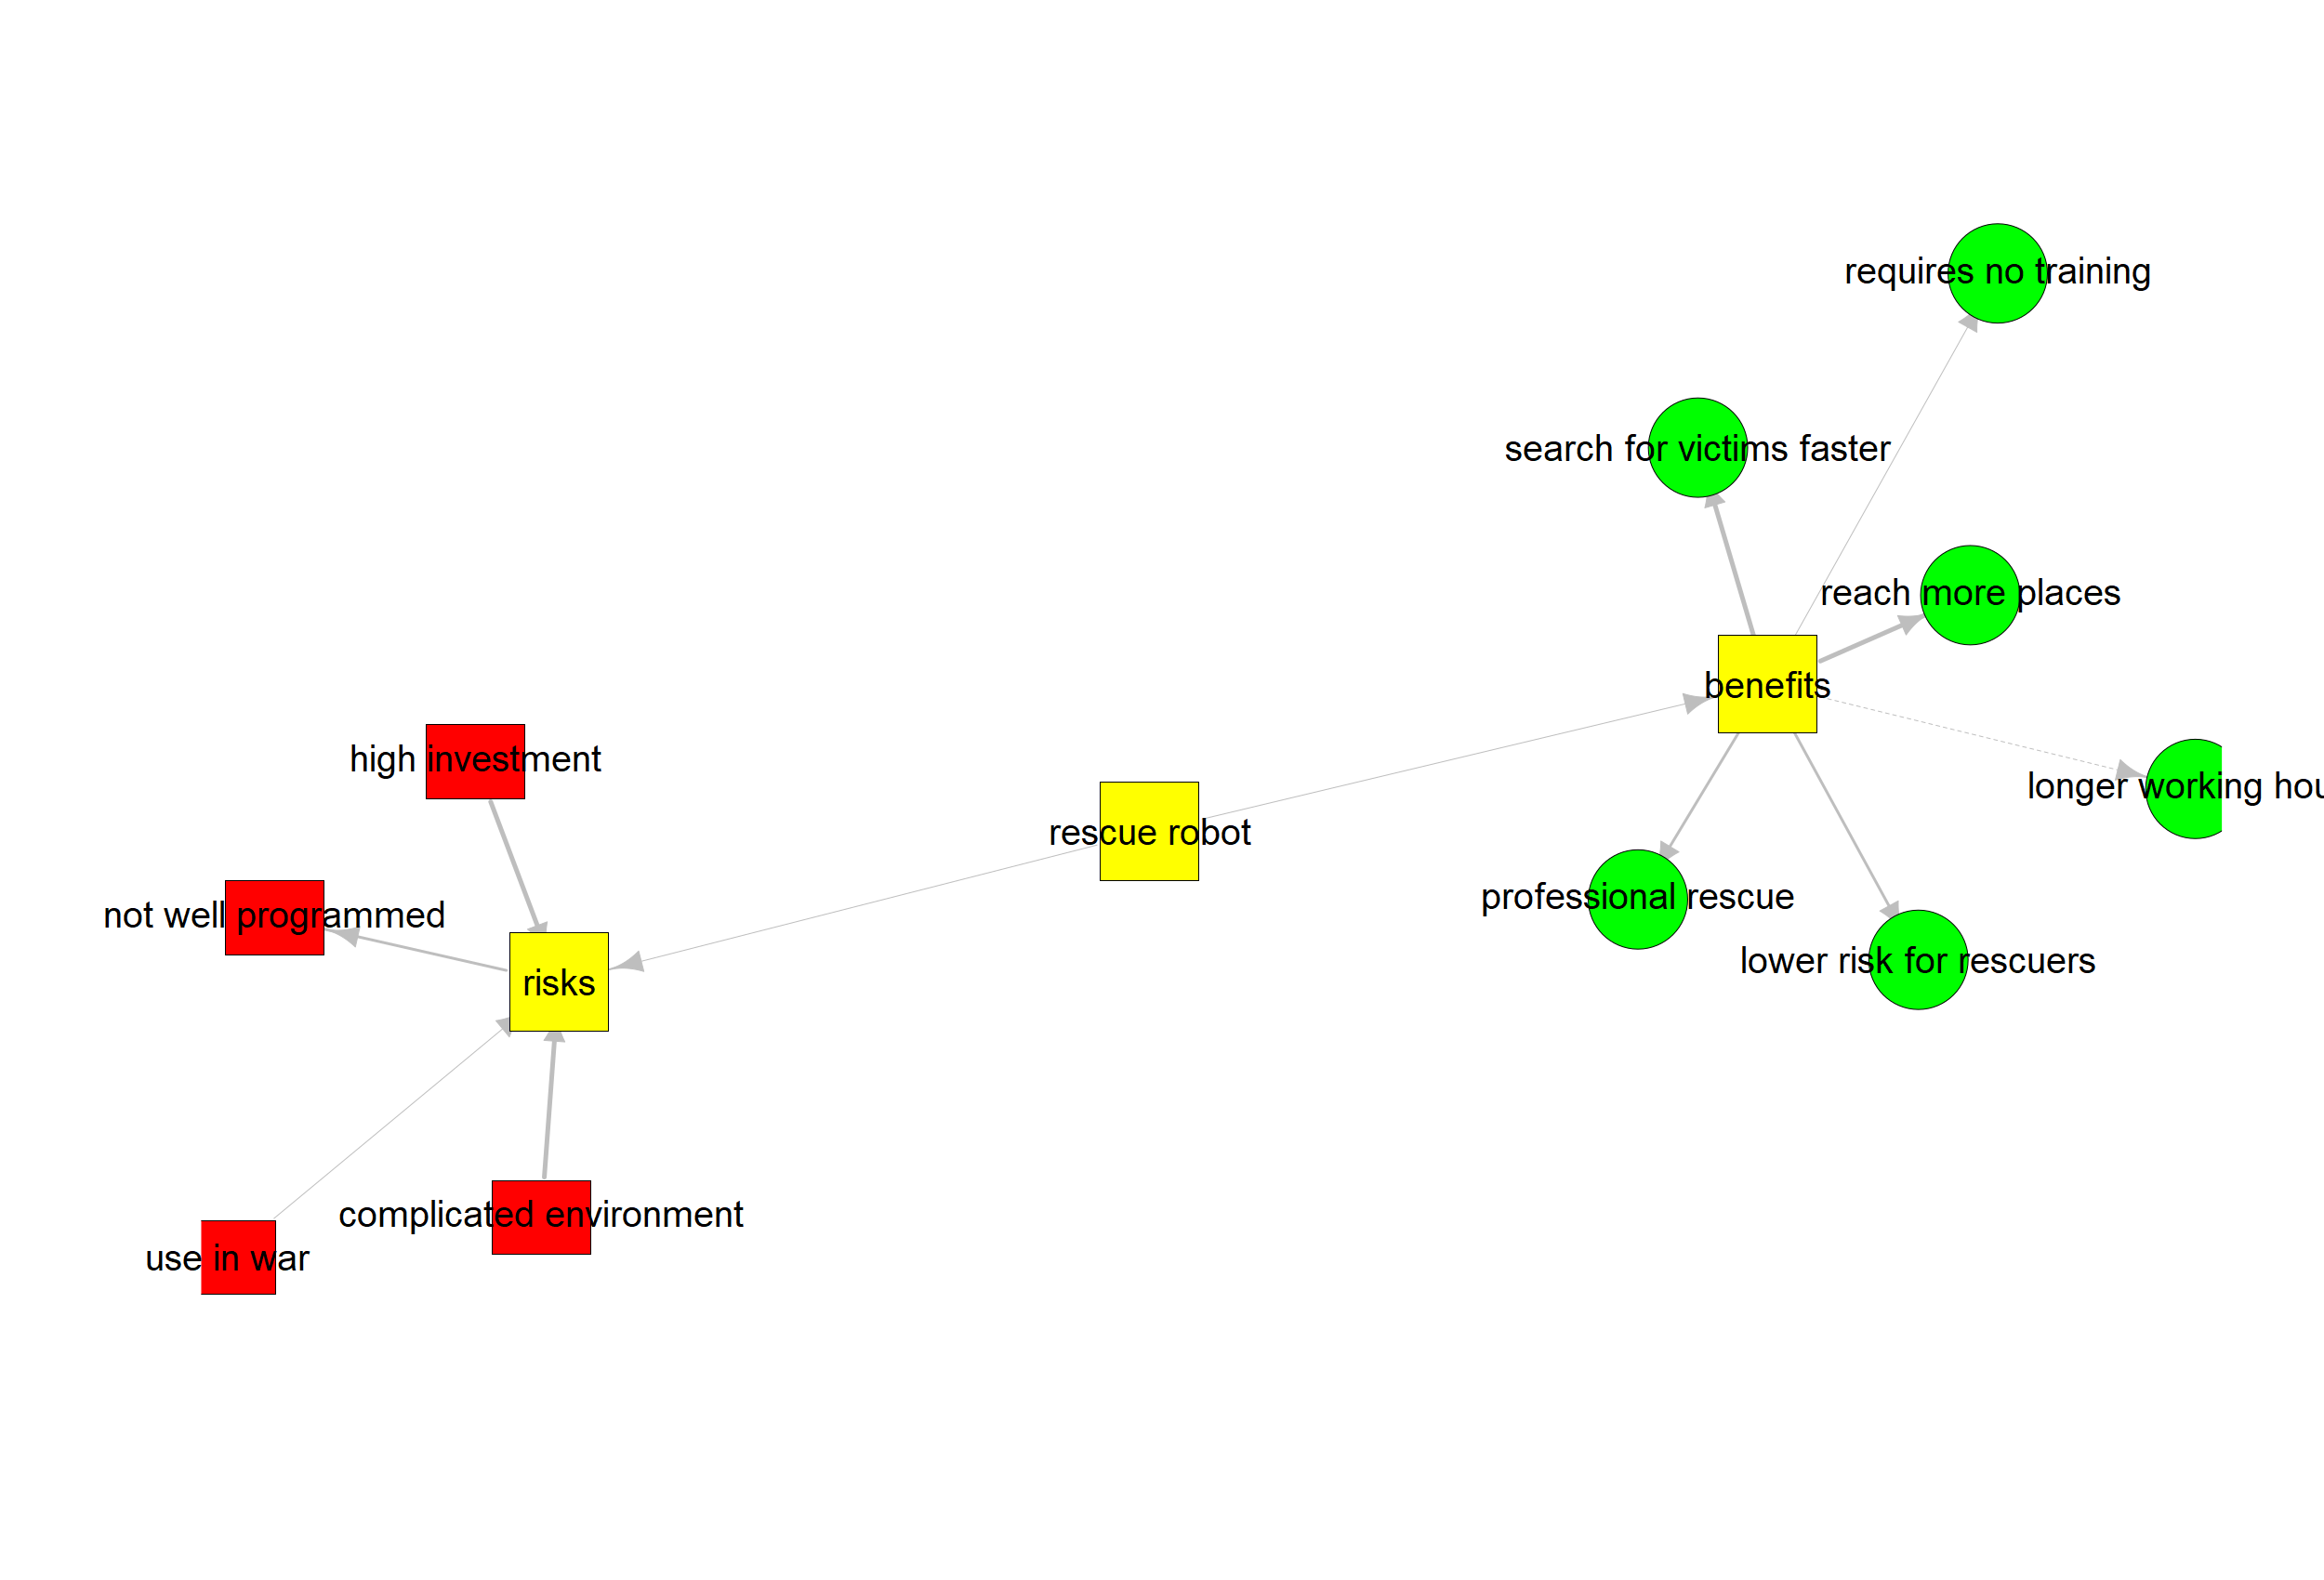 requires no training
search for victims faster
reach more places
benefits
high investment
longer working hou
rescue robot
not well programmed
professional rescue
lower risk for rescuers
risks
complicated environment
use in war